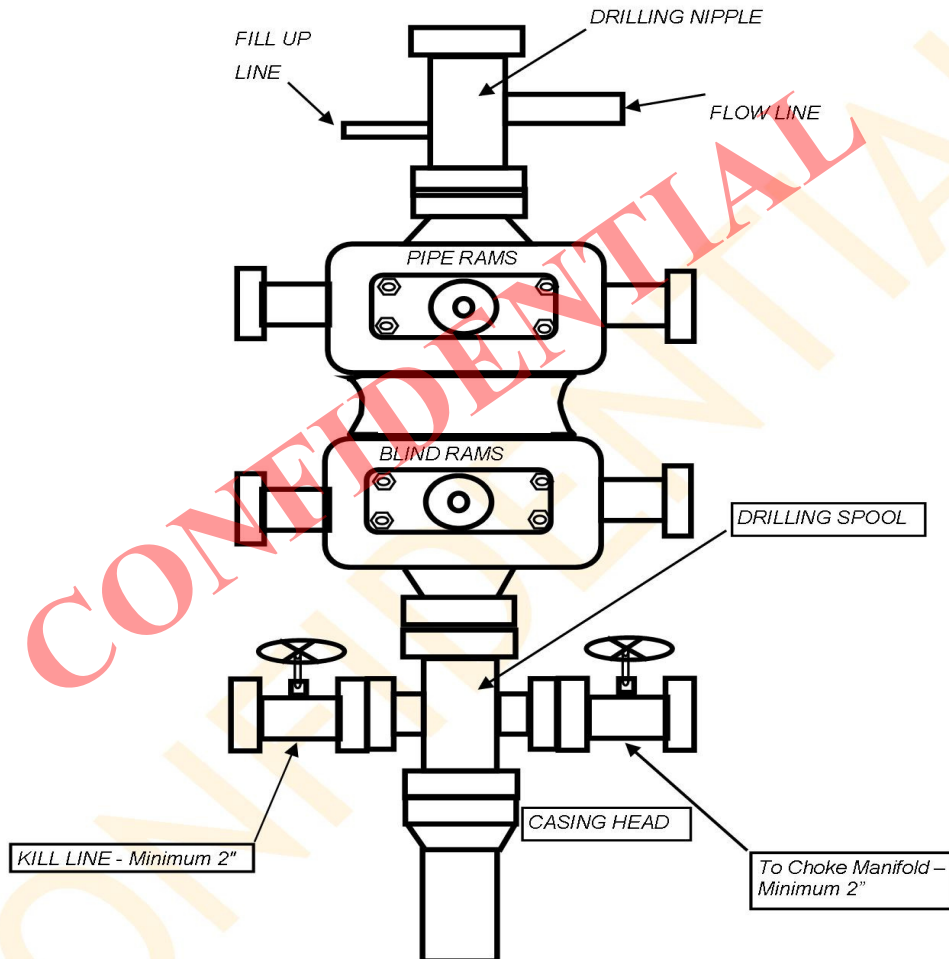 DRILLING NIPPLE
FILL UP
LINE
FLOW LINE
PIPE RAMS
BLIND RAMS
DRILLING SPOOL
CASING HEAD
KILL LINE - Minimum 2"
To Choke Manifold –
Minimum 2”
CONFIDENTIAL
CONFIDENTIAL